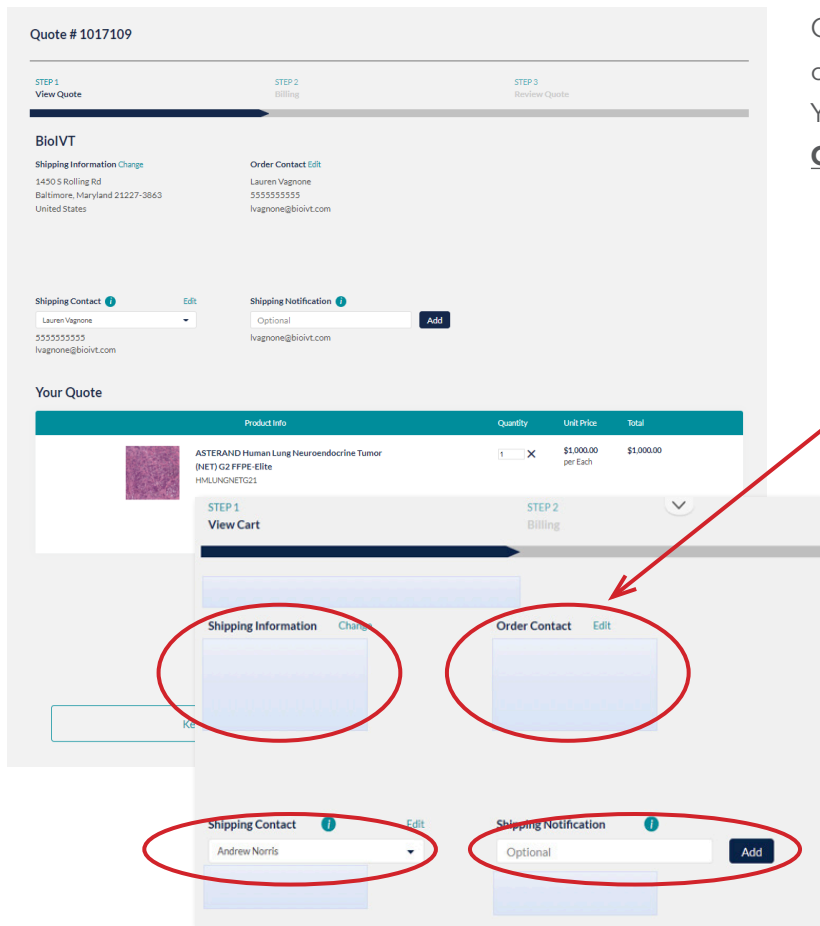 Quote # 1017109
STEP 1 STEP 2 STEP 3
View Quote Billing Review Quote
BioIVT
Shipping Information Change Order Contact Edit
1450 S Rolling Rd Lauren Vagnone
Baltimore, Maryland 21227-3863 5555555555
United States lvagnone@bioivt.com
Shipping Contact i Edit Shipping Notification i
Lauren Vagnone Optional Add
5555555555 lvagnone@bioivt.com
lvagnone@bioivt.com
Your Quote
Product Info Quantity Unit Price Total
ASTERAND Human Lung Neuroendocrine Tumor 1 X $1,000.00 $1,000.00
(NET) G2 FFPE-Elite per Each
HMLUNGNETG21
STEP 1 STEP 2
View Cart Billing
Shipping Information Change Order Contact Edit
Ke
Shipping Contact i Edit Shipping Notification i
Andrew Norris Optional Add